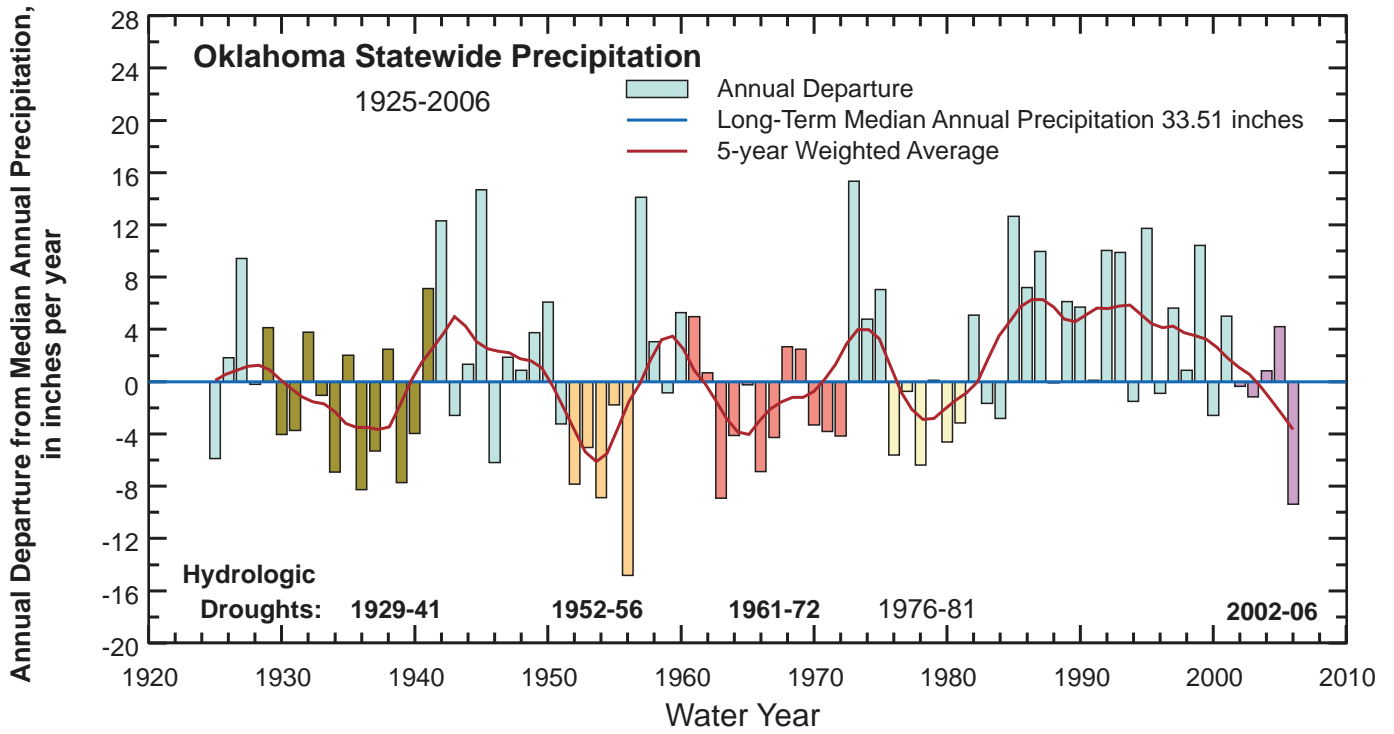 Oklahoma Statewide Precipitation
1925-2006
Annual Departure
Long-Term Median Annual Precipitation 33.51 inches
5-year Weighted Average
Annual Departure from Median Annual Precipitation,
in inches per year
28
24
20
16
12
8
4
0
-4
-8
-12
-16
-20
Hydrologic
Droughts: 1929-41 1952-56 1961-72 1976-81 2002-06
1920 1930 1940 1950 1960 1970 1980 1990 2000 2010
Water Year